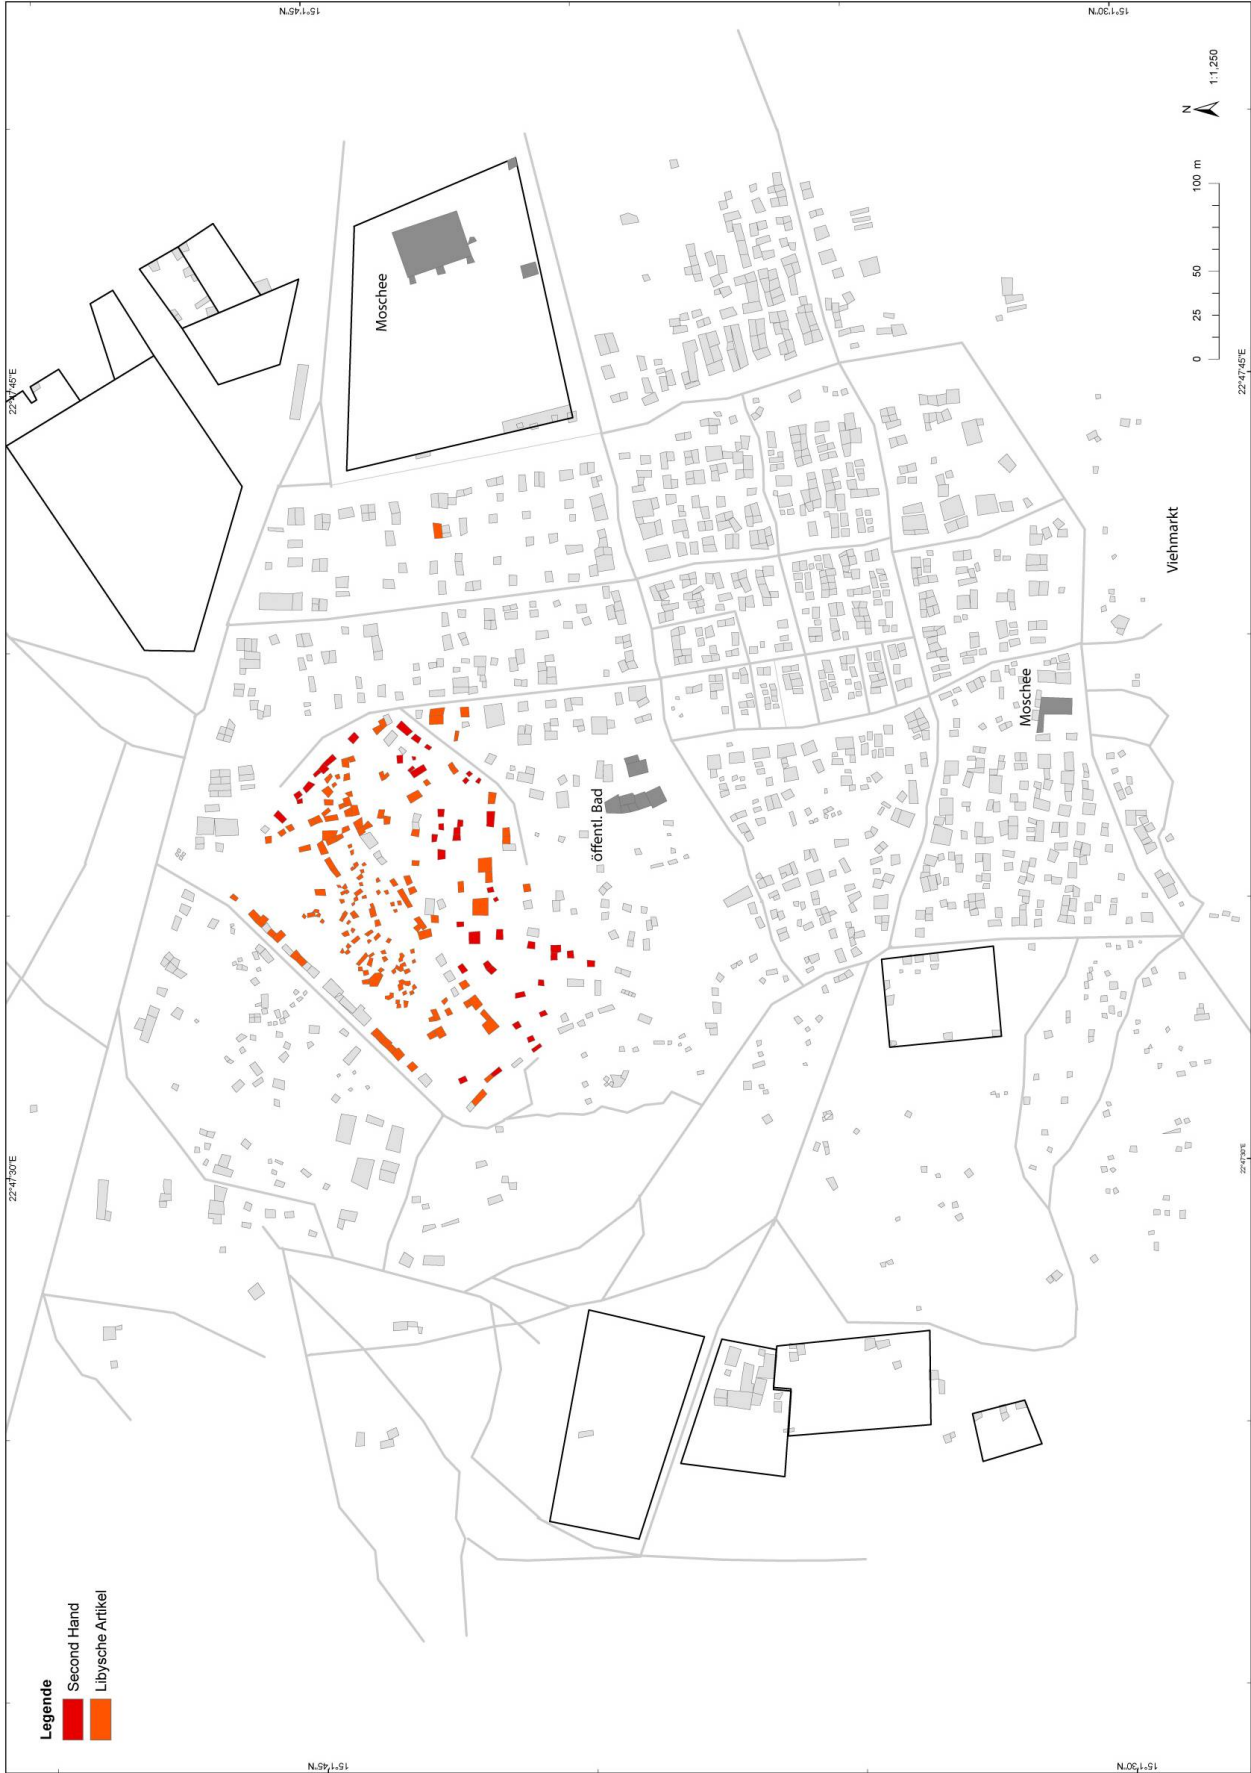 Legende
Second Hand
Libysche Artikel
22°47'30"E
22°47'45"E
15°1'45"N
15°1'45"N
Moschee
öffentl. Bad
Moschee
Viehmarkt
15°1'30"N
15°1'30"N
22°47'30"E
22°47'45"E
0 25 50 100 m
N
1:1,250